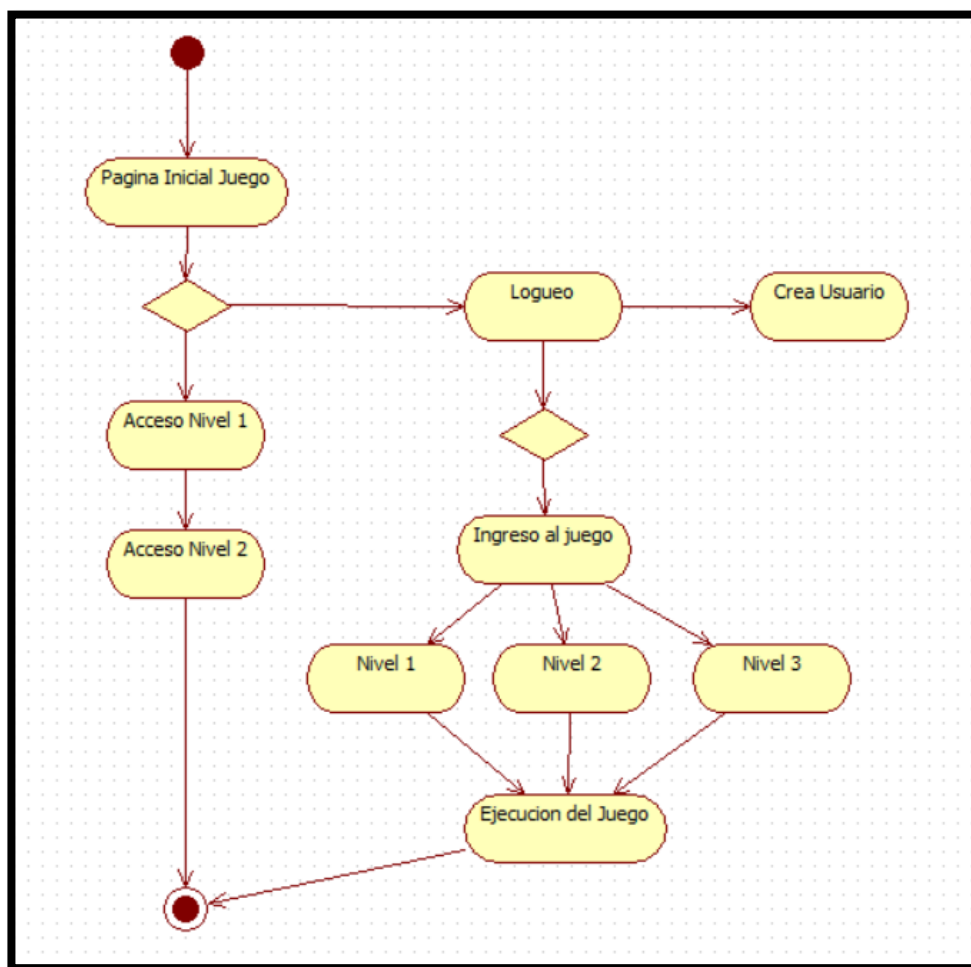 Pagina Inicial Juego
Logueo
Crea Usuario
Acceso Nivel 1
Acceso Nivel 2
Ingreso al juego
Nivel 1
Nivel 2
Nivel 3
Ejecucion del Juego